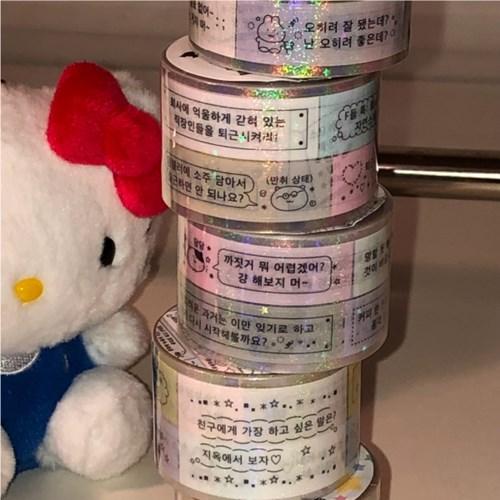 오히려 잘 됐는데?
난 오히려 좋은데?
회사에 억울하게 갇혀 있는
직장인들을 퇴근시켜라!
소주 담아서
안 되나요?
(만취 상태)
까짓거 뭐 어렵겠어?
걍 해보지 머~
과거는 이만 잊기로 하고
다시 시작해볼까요?
친구에게 가장 하고 싶은 말은?
지옥에서 보자♡